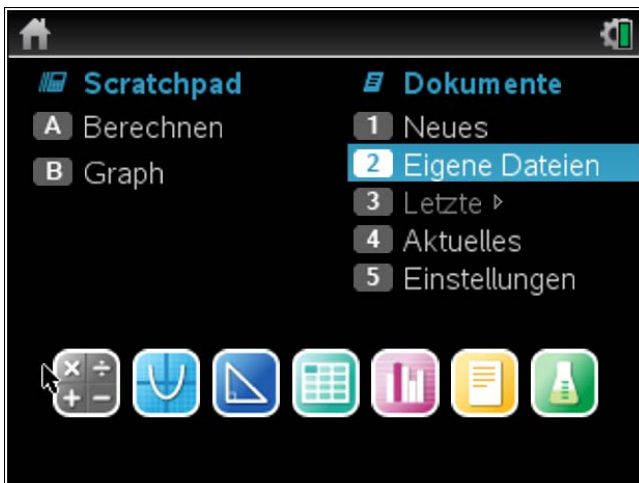 Scratchpad
A Berechnen
B Graph
Dokumente
1 Neues
2 Eigene Dateien
3 Letzte ▹
4 Aktuelles
5 Einstellungen